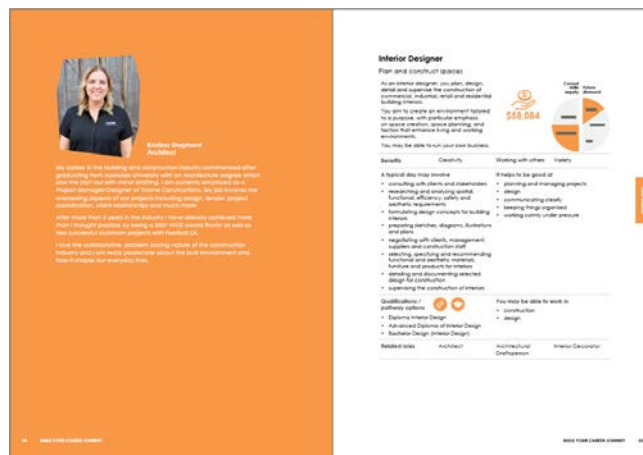 Kristina Shepherd
Architect
My career in the building and construction industry commenced after
graduating from University with an Architecture degree which
saw me start out with minor drafting. I am currently employed as a
Project Manager/Designer at Constructions. My job involves me
overseeing aspects of our projects including design, tender, project
coordination, client relationships and much more.
After more than 6 years in the industry I have already achieved more
than I thought possible by being a finalist as well as
two successful projects with
I love the collaborative, problem solving nature of the construction
industry and I am really passionate about the built environment and
how it shapes our everyday lives.
BUILD YOUR CAREER JOURNEY
Interior Designer
Plan and construct spaces
As an interior designer, you plan, design,
detail and supervise the construction of
commercial, industrial, retail and residential
building interiors.
You aim to create an environment tailored
to a purpose, with particular emphasis
on space creation, space planning, and
factors that enhance living and working
environments.
You may be able to run your own business.
$58,084
Current
skills
supply
Future
demand
Benefits
Creativity
Working with others
Variety
A typical day may involve
• consulting with clients and stakeholders
• researching and analysing spatial,
functional, efficiency, safety and
aesthetic requirements
• formulating design concepts for building
interiors
• preparing sketches, diagrams, illustrations
and plans
• negotiating with clients, management,
suppliers and construction staff
• selecting, specifying and recommending
functional and aesthetic materials,
furniture and products for interiors
• detailing and documenting selected
design for construction
• supervising the construction of interiors
It helps to be good at
• planning and managing projects
• design
• communicating clearly
• keeping things organised
• working calmly under pressure
Qualifications /
pathway options
• Diploma Interior Design
• Advanced Diploma of Interior Design
• Bachelor Design (Interior Design)
You may be able to work in
• construction
• design
Related roles
Architect
Architectural
Draftsperson
Interior Decorator
BUILD YOUR CAREER JOURNEY